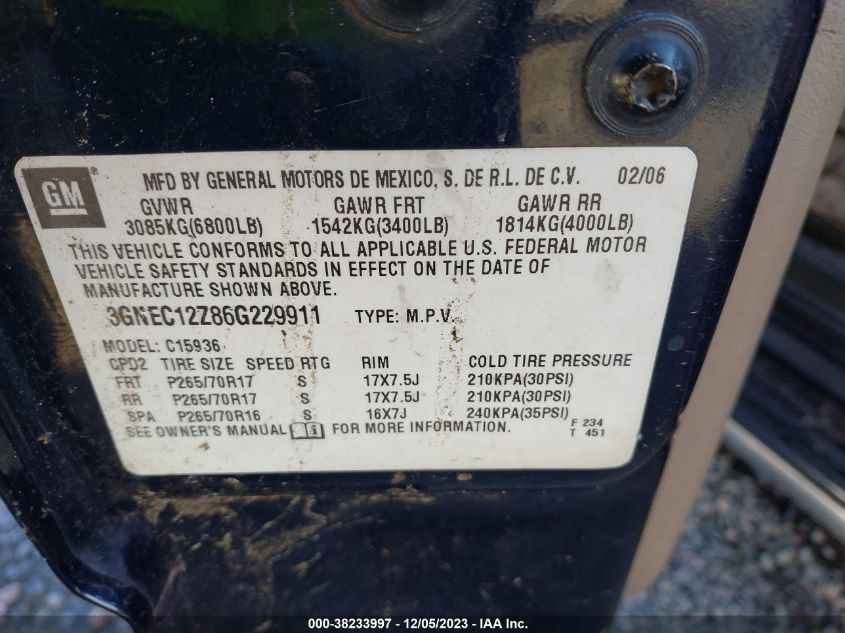 GM ® MFD BY GENERAL MOTORS DE MEXICO, S. DE R.L. DE C.V. 02/06
GVWR GAWR FRT GAWR RR
3085KG(6800LB) 1542KG(3400LB) 1814KG(4000LB)
THIS VEHICLE CONFORMS TO ALL APPLICABLE U.S. FEDERAL MOTOR
VEHICLE SAFETY STANDARDS IN EFFECT ON THE DATE OF
MANUFACTURE SHOWN ABOVE.
3GNEC12Z86G229911 TYPE: M.P.V.
MODEL: C15936
CPD2 TIRE SIZE SPEED RTG RIM COLD TIRE PRESSURE
FRT P265/70R17 S 17X7.5J 210KPA(30PSI)
RR P265/70R17 S 17X7.5J 210KPA(30PSI)
SPA P265/70R16 S 16X7J 240KPA(35PSI)
SEE OWNER'S MANUAL FOR MORE INFORMATION.
F 234
T 451
000-38233997 - 12/05/2023 - IAA Inc.